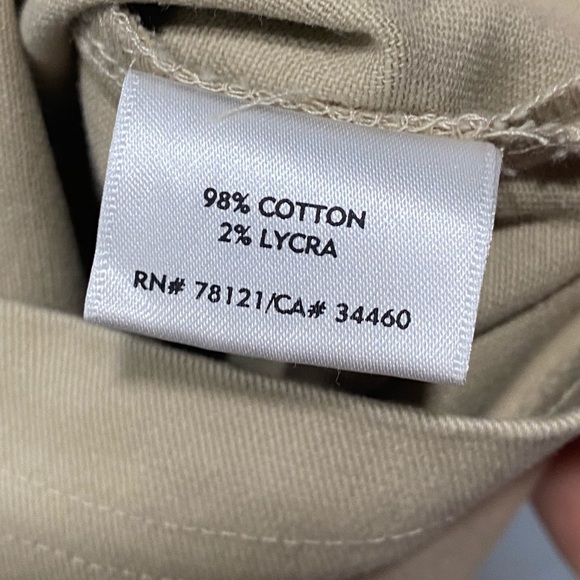 98% COTTON
2% LYCRA
RN# 78121/CA# 34460